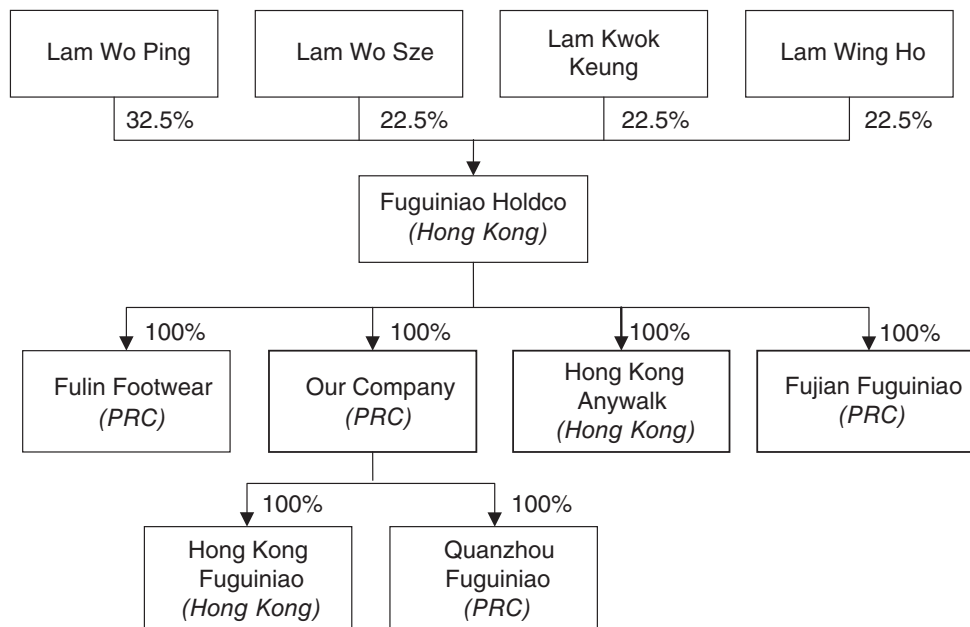 Lam Wo Ping
Lam Wo Sze
Lam Kwok
Keung
Lam Wing Ho
32.5%
22.5%
22.5%
22.5%
Fuguiniao Holdco
(Hong Kong)
100%
100%
100%
100%
Fulin Footwear
(PRC)
Our Company
(PRC)
Hong Kong
Anywalk
(Hong Kong)
Fujian Fuguiniao
(PRC)
100%
100%
Hong Kong
Fuguiniao
(Hong Kong)
Quanzhou
Fuguiniao
(PRC)